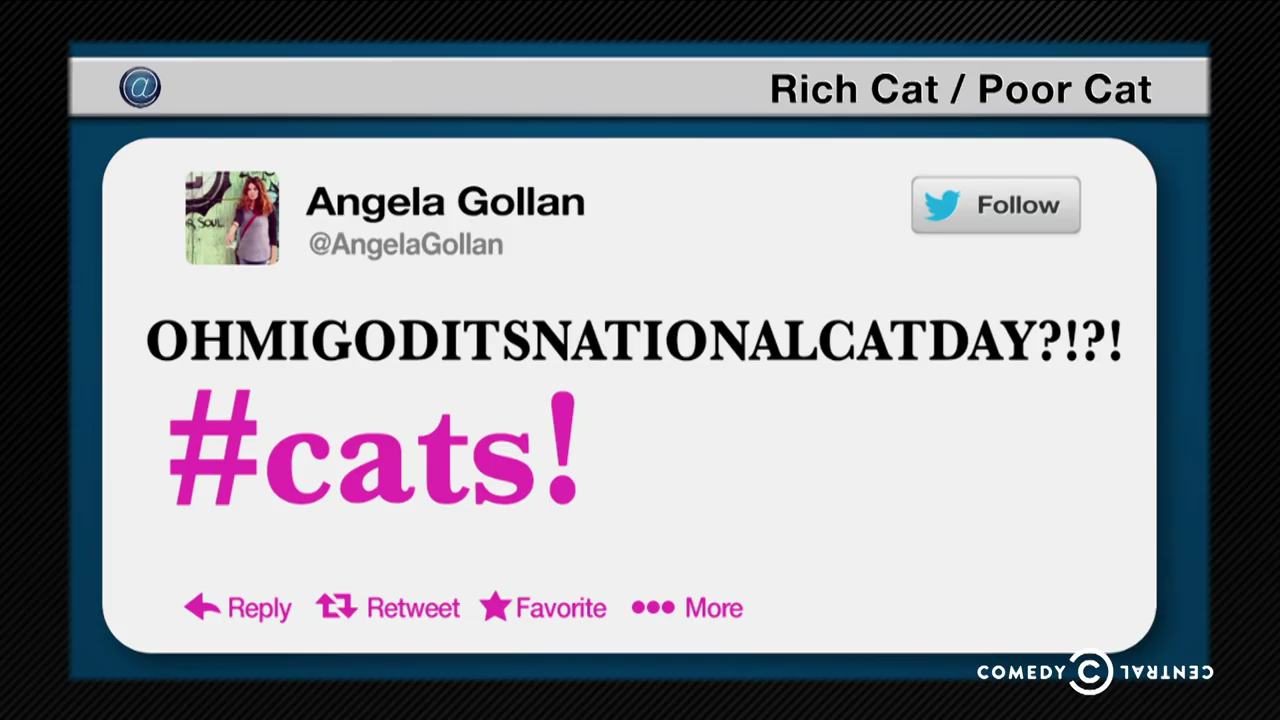 @
Rich Cat / Poor Cat
Angela Gollan
@AngelaGollan
Follow
OHMIGODITSNATIONALCATDAY?!?!
#cats!
Reply Retweet Favorite More
COMEDY CENTRAL